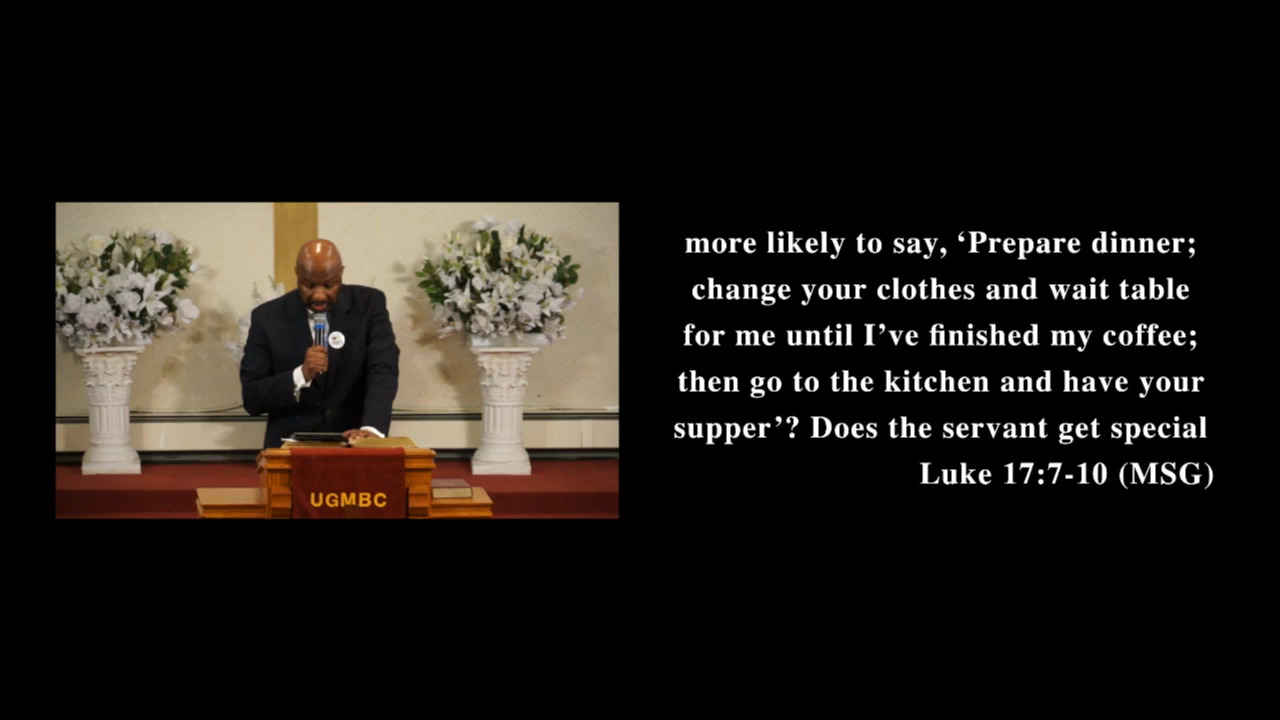 UGMBC
more likely to say, ‘Prepare dinner;
change your clothes and wait table
for me until I’ve finished my coffee;
then go to the kitchen and have your
supper’? Does the servant get special
Luke 17:7-10 (MSG)